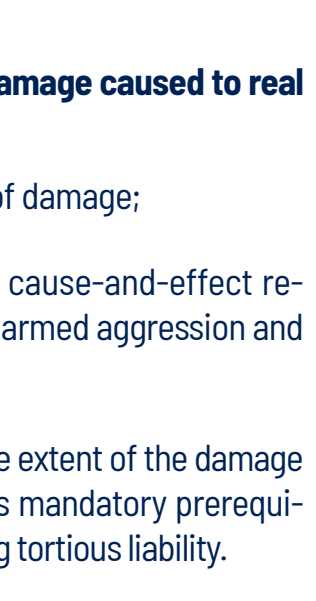 amage caused to real
of damage;
cause-and-effect re-
armed aggression and
e extent of the damage
s mandatory prerequi-
g tortious liability.